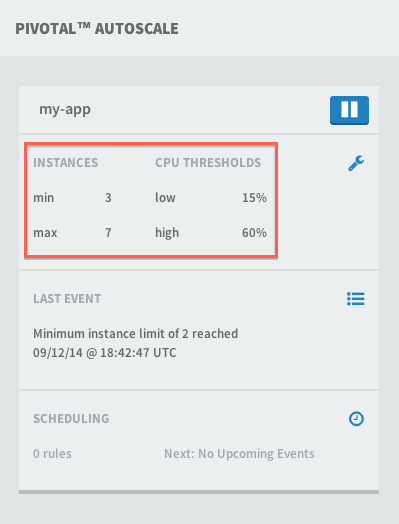 PIVOTAL™ AUTOSCALE
my-app
INSTANCES CPU THRESHOLDS
min 3 low 15%
max 7 high 60%
LAST EVENT
Minimum instance limit of 2 reached
09/12/14 @ 18:42:47 UTC
SCHEDULING
0 rules Next: No Upcoming Events